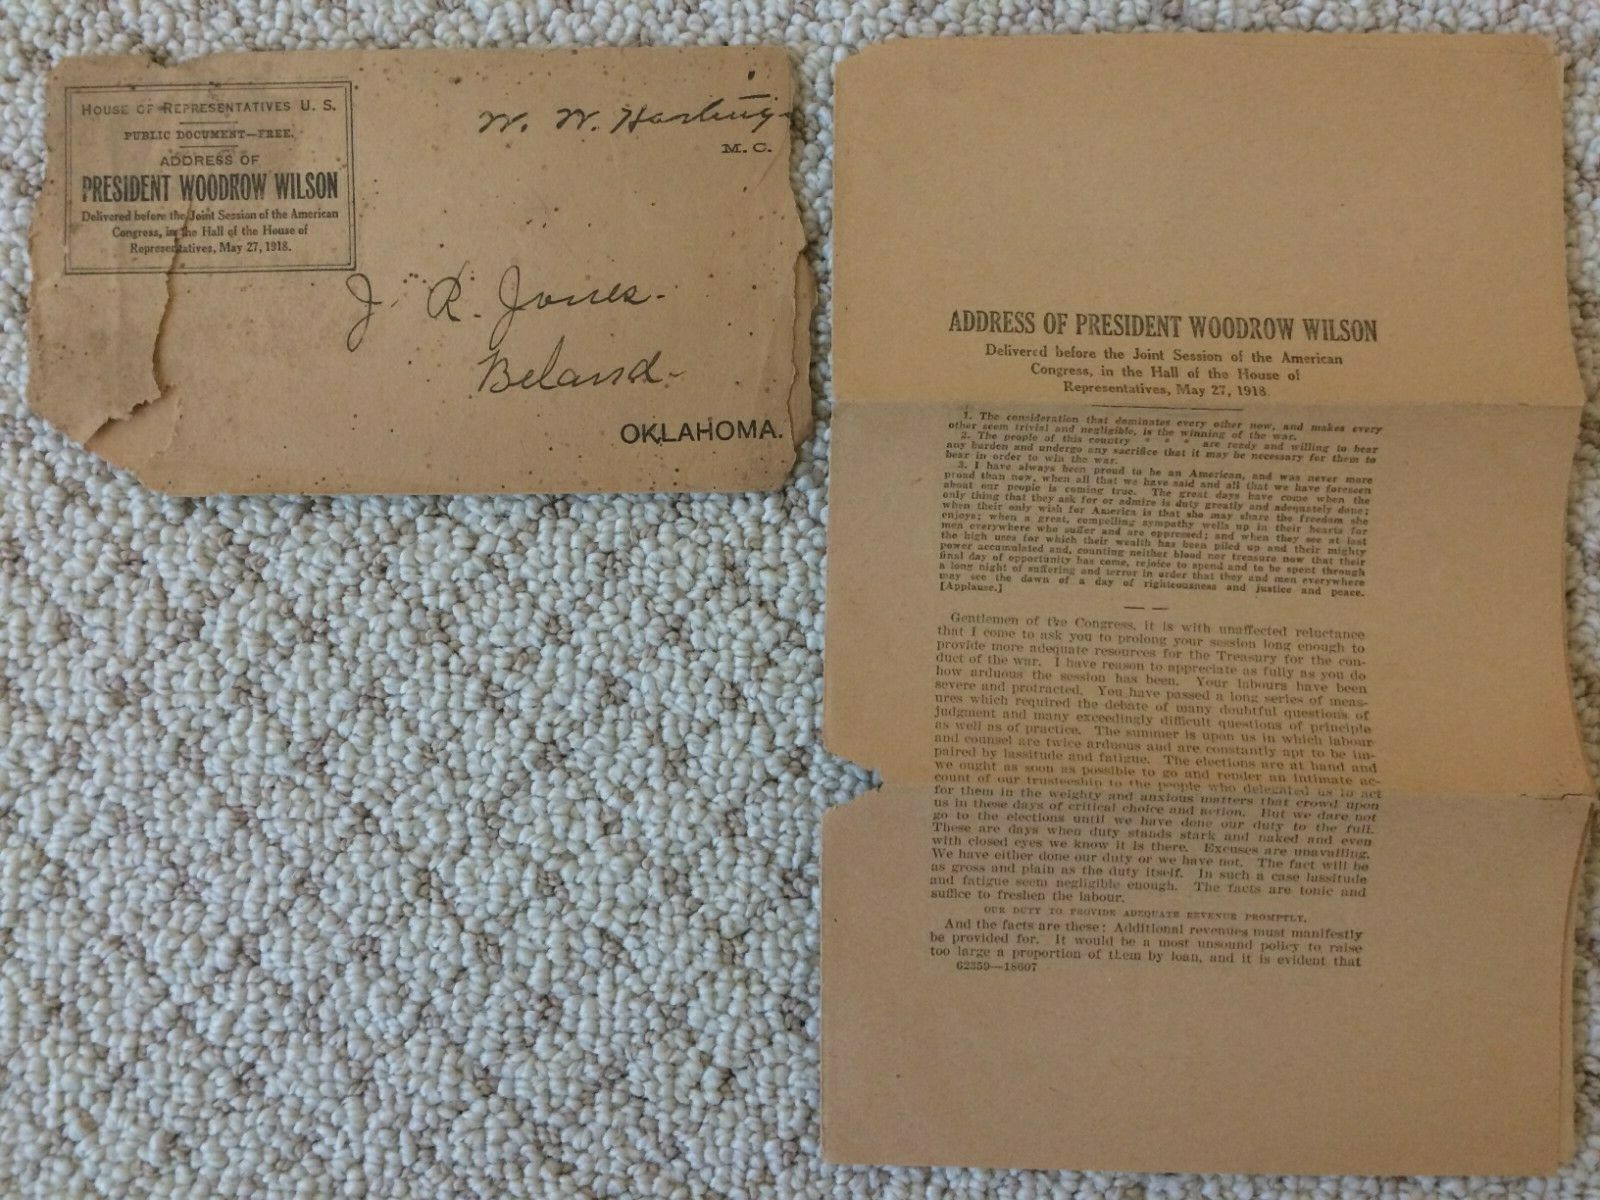 HOUSE OF REPRESENTATIVES U. S.
PUBLIC DOCUMENT—FREE.
ADDRESS OF
PRESIDENT WOODROW WILSON
Delivered before the Joint Session of the American
Congress, in the Hall of the House of
Representatives, May 27, 1918.
W. W. Hastings
M. C.
J. R. Jones.
Beland.
OKLAHOMA.
ADDRESS OF PRESIDENT WOODROW WILSON
Delivered before the Joint Session of the American
Congress, in the Hall of the House of
Representatives, May 27, 1918.
1. The consideration that dominates every other now, and makes every
other seem trivial and negligible, is the winning of the war.
2. The people of this country * * * are ready and willing to bear
any burden and undergo any sacrifice that it may be necessary for them to
bear in order to win the war.
3. I have always been proud to be an American, and was never more
proud than now, when all that we have said and all that we have foreseen
about our people is coming true. The great days have come when the
only thing that they ask for or admire is duty greatly and adequately done;
when their only wish for America is that she may share the freedom she
enjoys; when a great, compelling sympathy wells up in their hearts for
men everywhere who suffer and are oppressed; and when they see at last
the high uses for which their wealth has been piled up and their mighty
power accumulated and, counting neither blood nor treasure now that their
final day of opportunity has come, rejoice to spend and to be spent through
a long night of suffering and terror in order that they and men everywhere
may see the dawn of a day of righteousness and justice and peace.
[Applause.]
Gentlemen of the Congress, it is with unaffected reluctance
that I come to ask you to prolong your session long enough to
provide more adequate resources for the Treasury for the con-
duct of the war. I have reason to appreciate as fully as you do
how arduous the session has been. Your labours have been
severe and protracted. You have passed a long series of meas-
ures which required the debate of many doubtful questions of
judgment and many exceedingly difficult questions of principle
as well as of practice. The summer is upon us in which labour
and counsel are twice arduous and are constantly apt to be im-
paired by lassitude and fatigue. The elections are at hand and
we ought as soon as possible to go and render an intimate ac-
count of our trusteeship to the people who delegated us to act
for them in the weighty and anxious matters that crowd upon
us in these days of critical choice and action. But we dare not
go to the elections until we have done our duty to the full.
These are days when duty stands stark and naked and even
with closed eyes we know it is there. Excuses are unavailing.
We have either done our duty or we have not. The fact will be
as gross and plain as the duty itself. In such a case lassitude
and fatigue seem negligible enough. The facts are tonic and
suffice to freshen the labour.
OUR DUTY TO PROVIDE ADEQUATE REVENUE PROMPTLY.
And the facts are these: Additional revenues must manifestly
be provided for. It would be a most unsound policy to raise
too large a proportion of them by loan, and it is evident that
62359—18607